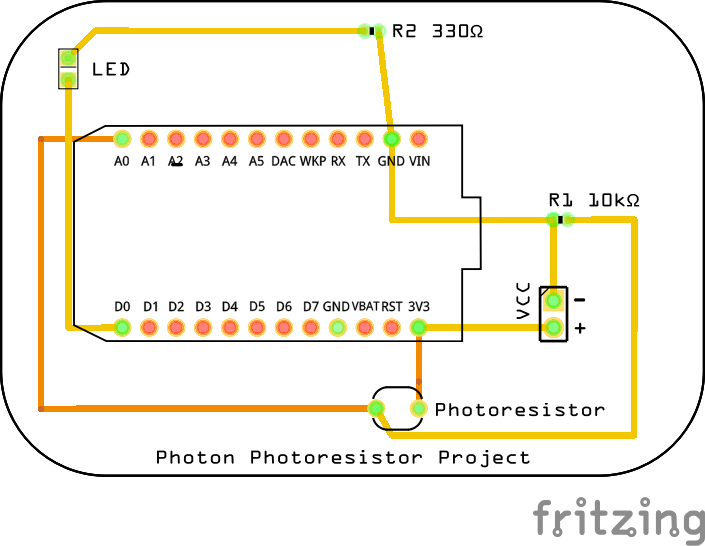 R2 330Ω
LED
A0 A1 A2 A3 A4 A5 DAC WKP RX TX GND VIN
R1 10kΩ
VCC
-
+
D0 D1 D2 D3 D4 D5 D6 D7 GND VBAT RST 3V3
Photoresistor
Photon Photoresistor Project
fritzing